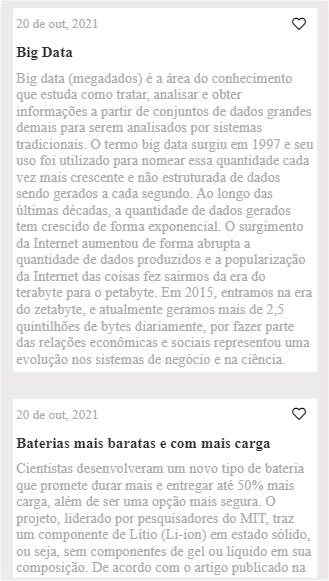 20 de out, 2021
Big Data
Big data (megadados) é a área do conhecimento
que estuda como tratar, analisar e obter
informações a partir de conjuntos de dados grandes
demais para serem analisados por sistemas
tradicionais. O termo big data surgiu em 1997 e seu
uso foi utilizado para nomear essa quantidade cada
vez mais crescente e não estruturada de dados
sendo gerados a cada segundo. Ao longo das
últimas décadas, a quantidade de dados gerados
tem crescido de forma exponencial. O surgimento
da Internet aumentou de forma abrupta a
quantidade de dados produzidos e a popularização
da Internet das coisas fez sairmos da era do
terabyte para o petabyte. Em 2015, entramos na era
do zetabyte, e atualmente geramos mais de 2,5
quintilhões de bytes diariamente, por fazer parte
das relações econômicas e sociais representou uma
evolução nos sistemas de negócio e na ciência.
20 de out, 2021
Baterias mais baratas e com mais carga
Cientistas desenvolveram um novo tipo de bateria
que promete durar mais e entregar até 50% mais
carga, além de ser uma opção mais segura. O
projeto, liderado por pesquisadores do MIT, traz
um componente de Lítio (Li-ion) em estado sólido,
ou seja, sem componentes de gel ou líquido em sua
composição. De acordo com o artigo publicado na